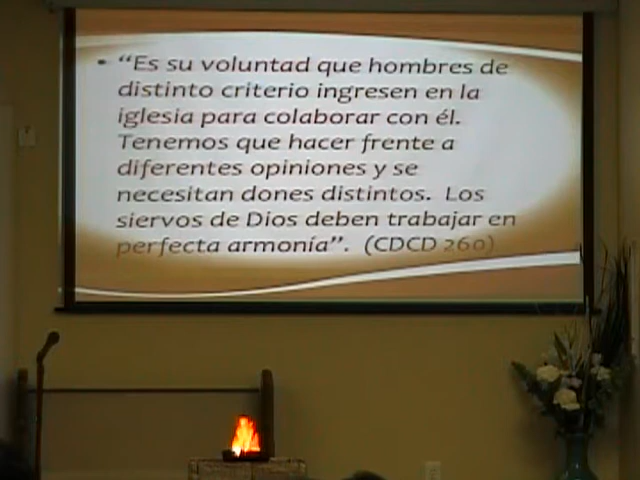 • “Es su voluntad que hombres de
distinto criterio ingresen en la
iglesia para colaborar con él.
Tenemos que hacer frente a
diferentes opiniones y se
necesitan dones distintos. Los
siervos de Dios deben trabajar en
perfecta armonía”. (CDCD 260)